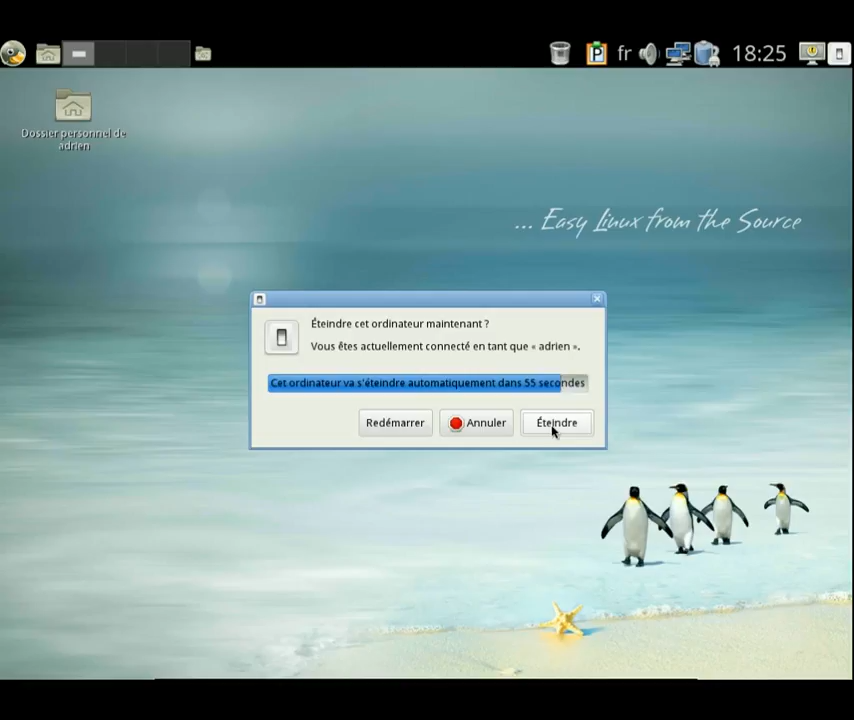 fr
18:25
Dossier personnel de
adrien
... Easy Linux from the Source
Éteindre cet ordinateur maintenant ?
Vous êtes actuellement connecté en tant que « adrien ».
Cet ordinateur va s'éteindre automatiquement dans 55 secondes
Redémarrer
Annuler
Éteindre